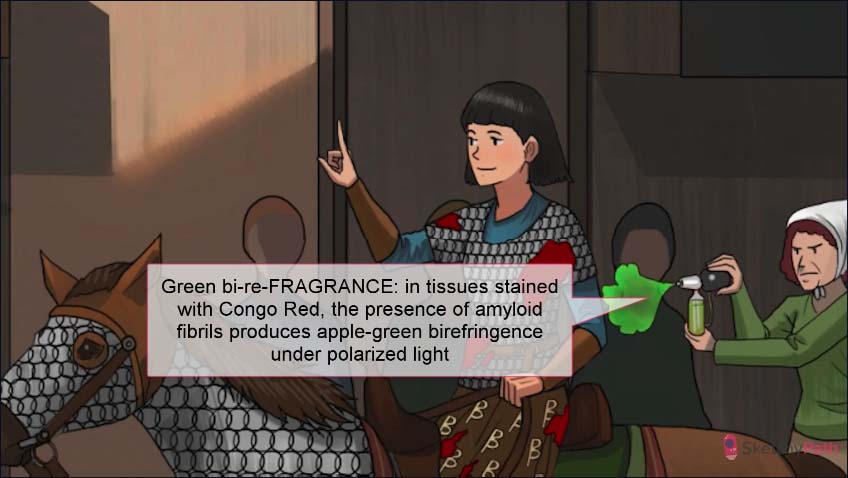 Green bi-re-FRAGRANCE: in tissues stained
with Congo Red, the presence of amyloid
fibrils produces apple-green birefringence
under polarized light
β β β β β β β
SketchyPath